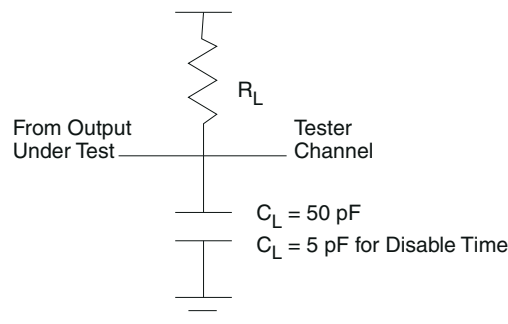 R_L
From Output
Under Test
Tester
Channel
C_L = 50 pF
C_L = 5 pF for Disable Time